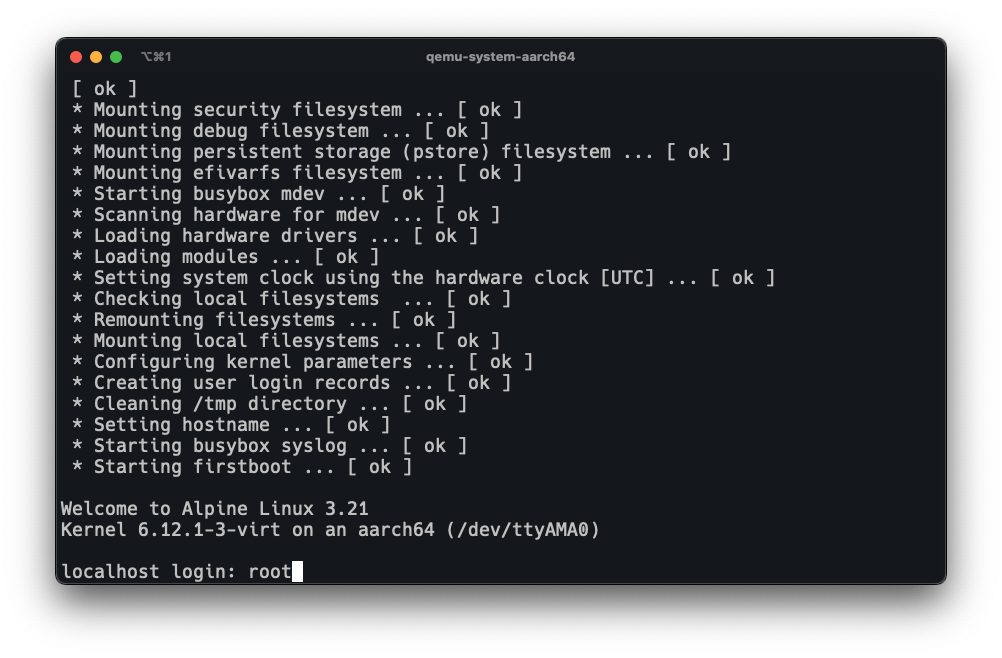 ⌥⌘1 qemu-system-aarch64
[ ok ]
* Mounting security filesystem ... [ ok ]
* Mounting debug filesystem ... [ ok ]
* Mounting persistent storage (pstore) filesystem ... [ ok ]
* Mounting efivarfs filesystem ... [ ok ]
* Starting busybox mdev ... [ ok ]
* Scanning hardware for mdev ... [ ok ]
* Loading hardware drivers ... [ ok ]
* Loading modules ... [ ok ]
* Setting system clock using the hardware clock [UTC] ... [ ok ]
* Checking local filesystems  ... [ ok ]
* Remounting filesystems ... [ ok ]
* Mounting local filesystems ... [ ok ]
* Configuring kernel parameters ... [ ok ]
* Creating user login records ... [ ok ]
* Cleaning /tmp directory ... [ ok ]
* Setting hostname ... [ ok ]
* Starting busybox syslog ... [ ok ]
* Starting firstboot ... [ ok ]
Welcome to Alpine Linux 3.21
Kernel 6.12.1-3-virt on an aarch64 (/dev/ttyAMA0)
localhost login: root